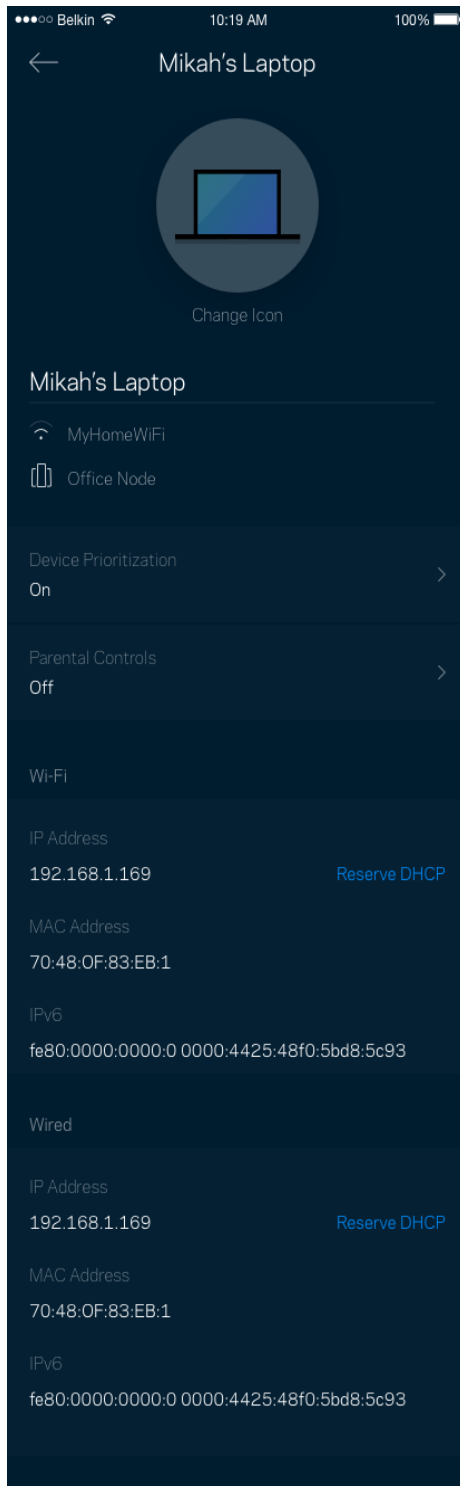 Belkin 10:19 AM 100%
Mikah's Laptop
Change Icon
Mikah's Laptop
MyHomeWiFi
Office Node
Device Prioritization
On
Parental Controls
Off
Wi-Fi
IP Address
192.168.1.169 Reserve DHCP
MAC Address
70:48:0F:83:EB:1
IPv6
fe80:0000:0000:0 0000:4425:48f0:5bd8:5c93
Wired
IP Address
192.168.1.169 Reserve DHCP
MAC Address
70:48:0F:83:EB:1
IPv6
fe80:0000:0000:0 0000:4425:48f0:5bd8:5c93